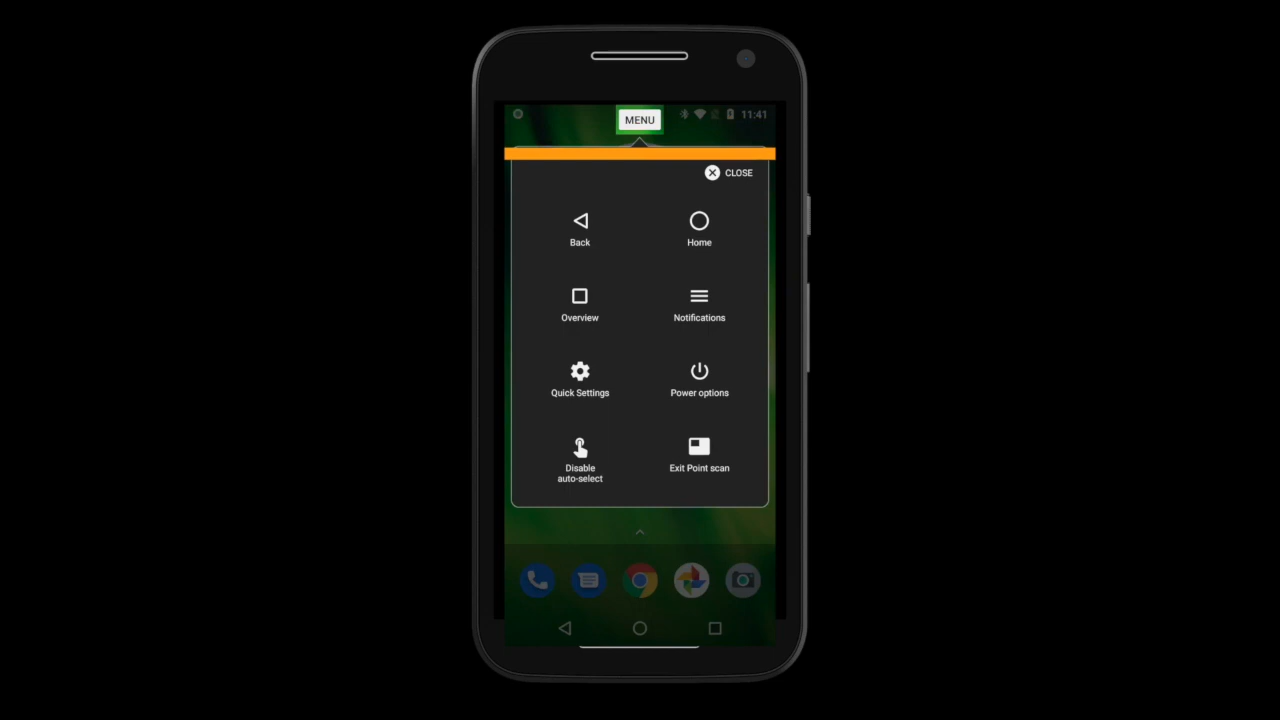 MENU
11:41
CLOSE
Back
Home
Overview
Notifications
Quick Settings
Power options
Disable
auto-select
Exit Point scan